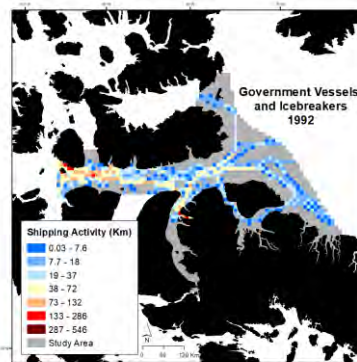 Government Vessels
and Icebreakers
1992
Shipping Activity (Km)
0.03 - 7.6
7.7 - 18
19 - 37
38 - 72
73 - 132
133 - 286
287 - 546
Study Area